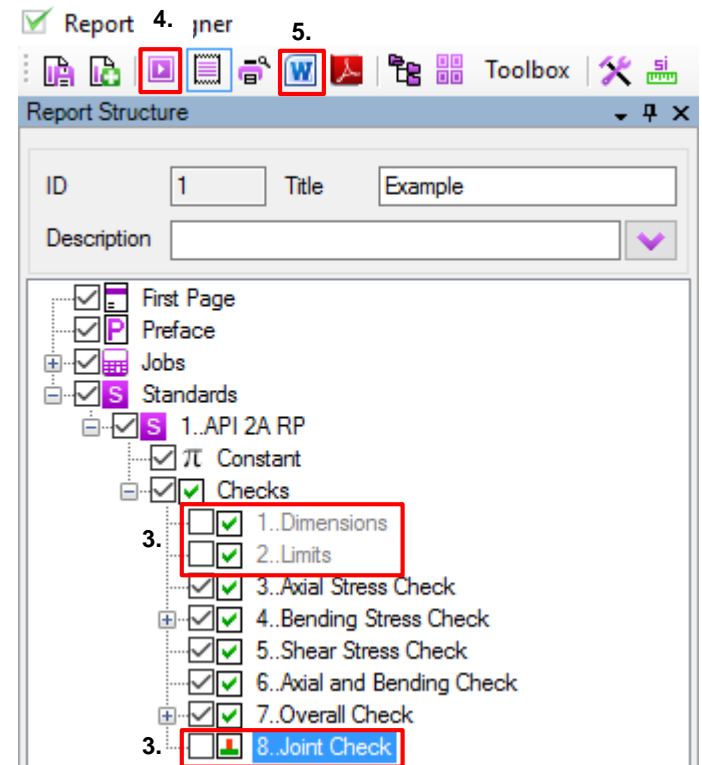 Report 4. gner 5.
W Toolbox si
Report Structure
ID 1 Title Example
Description
First Page
P Preface
Jobs
S Standards
S 1..API 2A RP
π Constant
Checks
3. 1..Dimensions
2..Limits
3..Axial Stress Check
4..Bending Stress Check
5..Shear Stress Check
6..Axial and Bending Check
7..Overall Check
3. 8..Joint Check